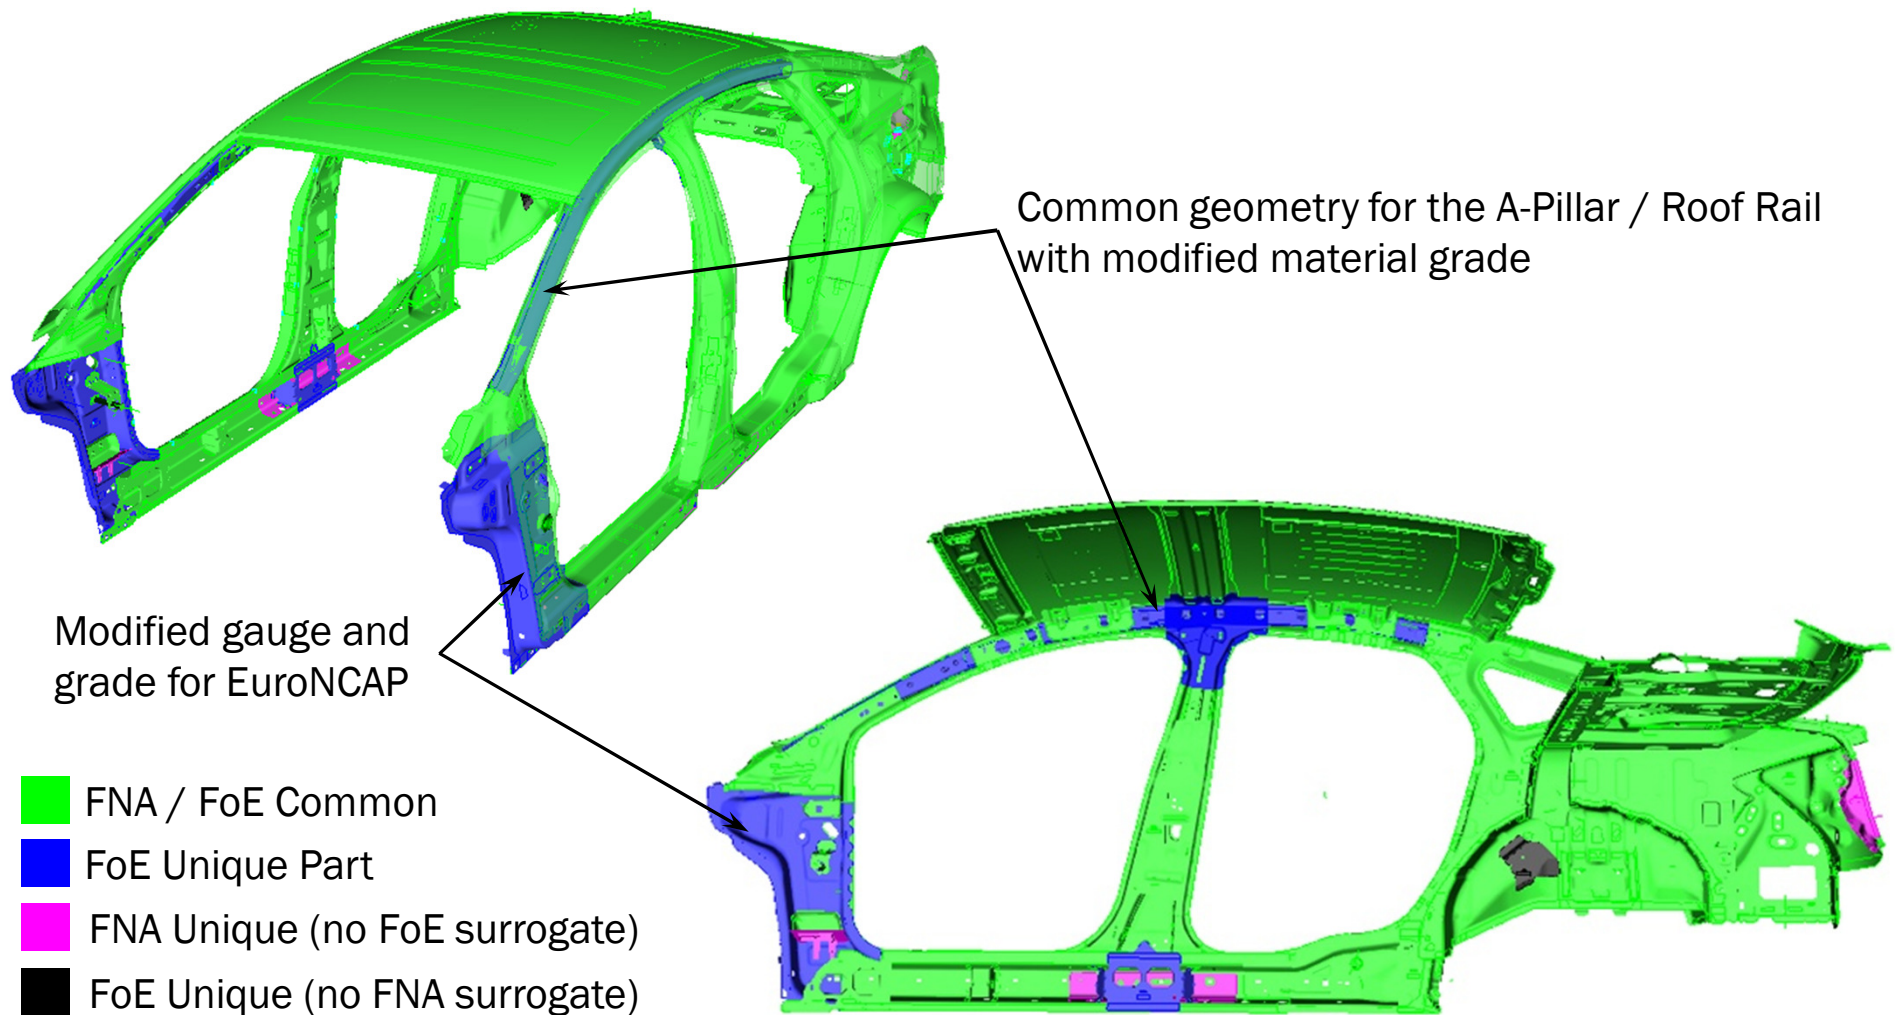 Common geometry for the A-Pillar / Roof Rail
with modified material grade
Modified gauge and
grade for EuroNCAP
FNA / FoE Common
FoE Unique Part
FNA Unique (no FoE surrogate)
FoE Unique (no FNA surrogate)